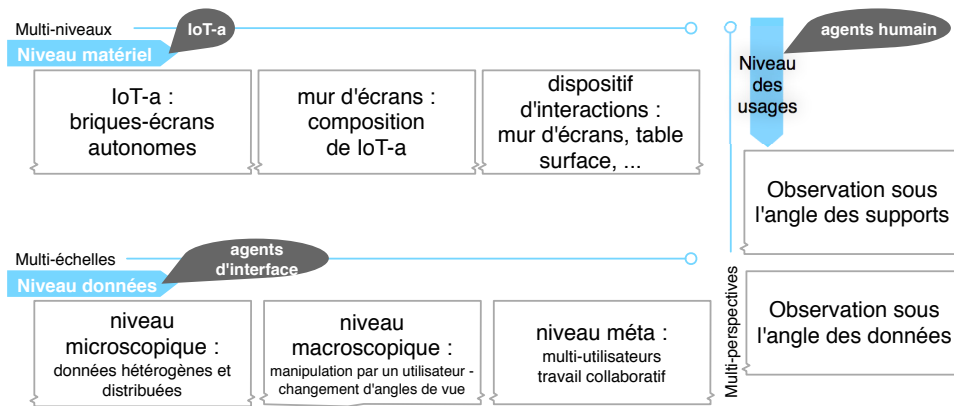 Multi-niveaux
IoT-a
Niveau matériel
IoT-a :
briques-écrans
autonomes
mur d'écrans :
composition
de IoT-a
dispositif
d'interactions :
mur d'écrans, table
surface, ...
Multi-échelles
agents
d'interface
Niveau données
niveau
microscopique :
données hétérogènes et
distribuées
niveau
macroscopique :
manipulation par un utilisateur -
changement d'angles de vue
niveau méta :
multi-utilisateurs
travail collaboratif
Multi-perspectives
agents humain
Niveau
des
usages
Observation sous
l'angle des supports
Observation sous
l'angle des données